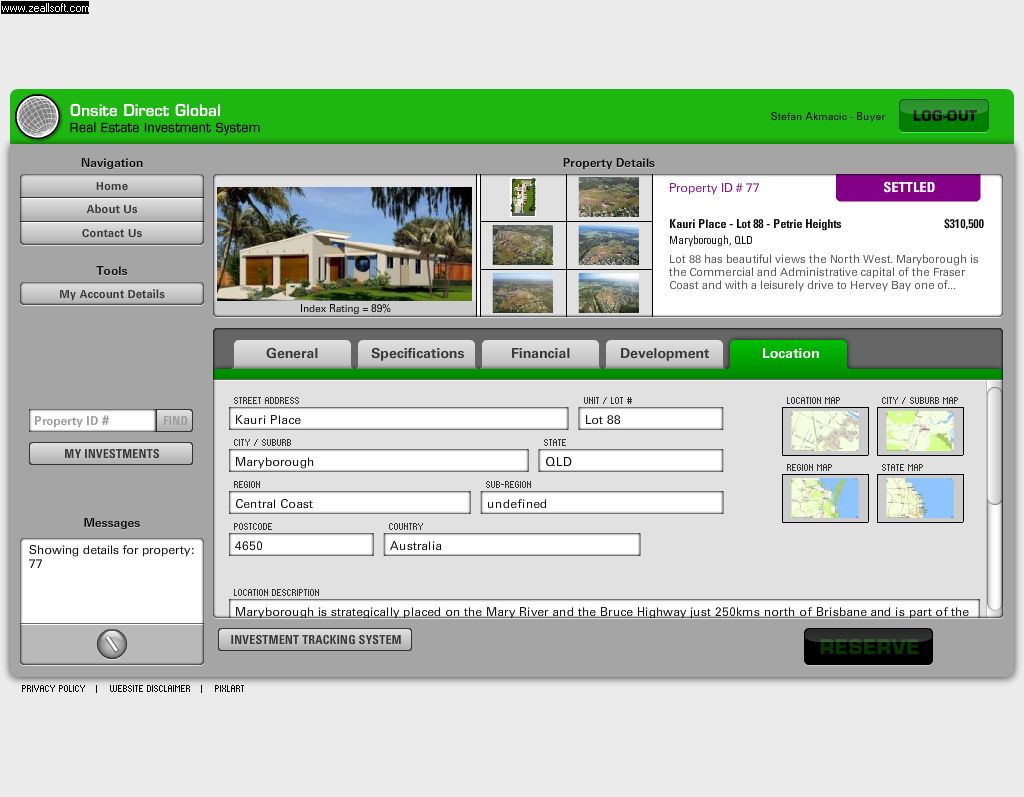 www.zeallsoft.com
Onsite Direct Global
Real Estate Investment System
Stefan Akmacic - Buyer
LOG-OUT
Navigation
Home
About Us
Contact Us
Tools
My Account Details
Property ID #
FIND
MY INVESTMENTS
Messages
Showing details for property:
77
Property Details
Index Rating = 89%
Property ID # 77
SETTLED
Kauri Place - Lot 88 - Petrie Heights
$310,500
Maryborough, QLD
Lot 88 has beautiful views the North West. Maryborough is
the Commercial and Administrative capital of the Fraser
Coast and with a leisurely drive to Hervey Bay one of...
General
Specifications
Financial
Development
Location
STREET ADDRESS
Kauri Place
UNIT / LOT #
Lot 88
CITY / SUBURB
Maryborough
STATE
QLD
REGION
Central Coast
SUB-REGION
undefined
POSTCODE
4650
COUNTRY
Australia
LOCATION MAP
CITY / SUBURB MAP
REGION MAP
STATE MAP
LOCATION DESCRIPTION
Maryborough is strategically placed on the Mary River and the Bruce Highway just 250kms north of Brisbane and is part of the
INVESTMENT TRACKING SYSTEM
RESERVE
PRIVACY POLICY | WEBSITE DISCLAIMER | PIXLART